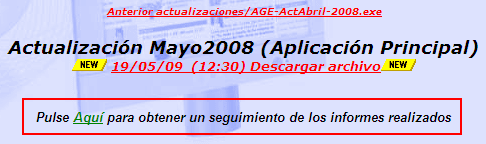 Anterior actualizaciones/AGE-ActAbril-2008.exe
Actualización Mayo2008 (Aplicación Principal)
NEW 19/05/09 (12:30) Descargar archivo NEW
Pulse Aquí para obtener un seguimiento de los informes realizados